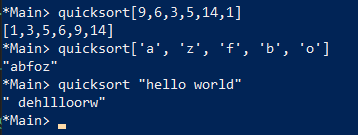 *Main> quicksort[9,6,3,5,14,1]
[1,3,5,6,9,14]
*Main> quicksort['a', 'z', 'f', 'b', 'o']
"abfoz"
*Main> quicksort "hello world"
" dehllloorw"
*Main>